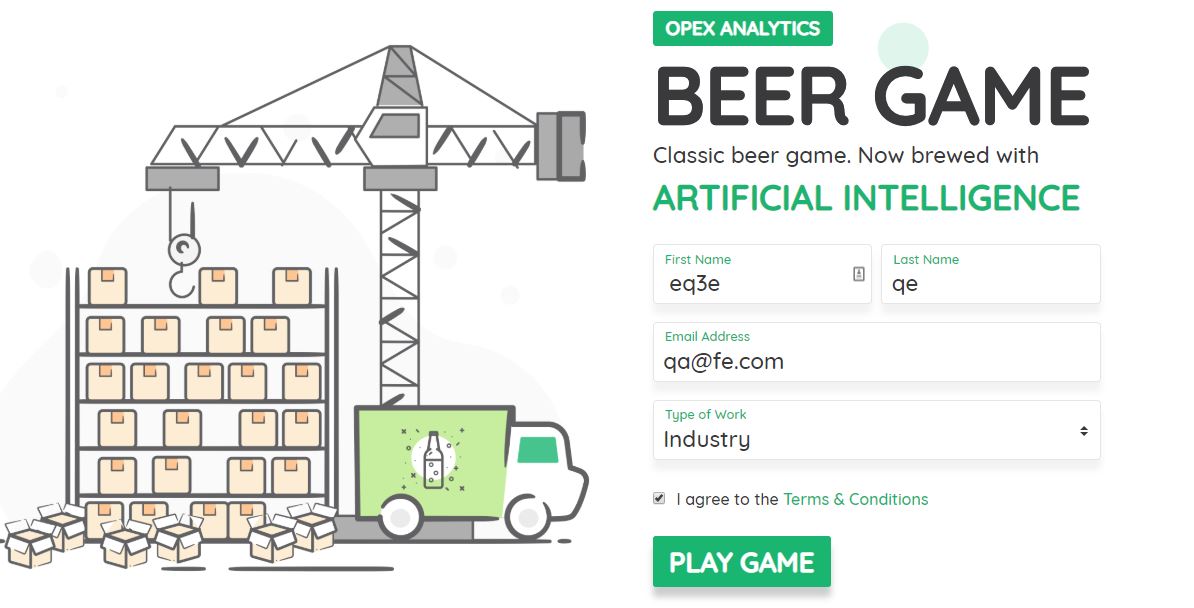 OPEX ANALYTICS
BEER GAME
Classic beer game. Now brewed with
ARTIFICIAL INTELLIGENCE
First Name
eq3e
Last Name
qe
Email Address
qa@fe.com
Type of Work
Industry
I agree to the Terms & Conditions
PLAY GAME